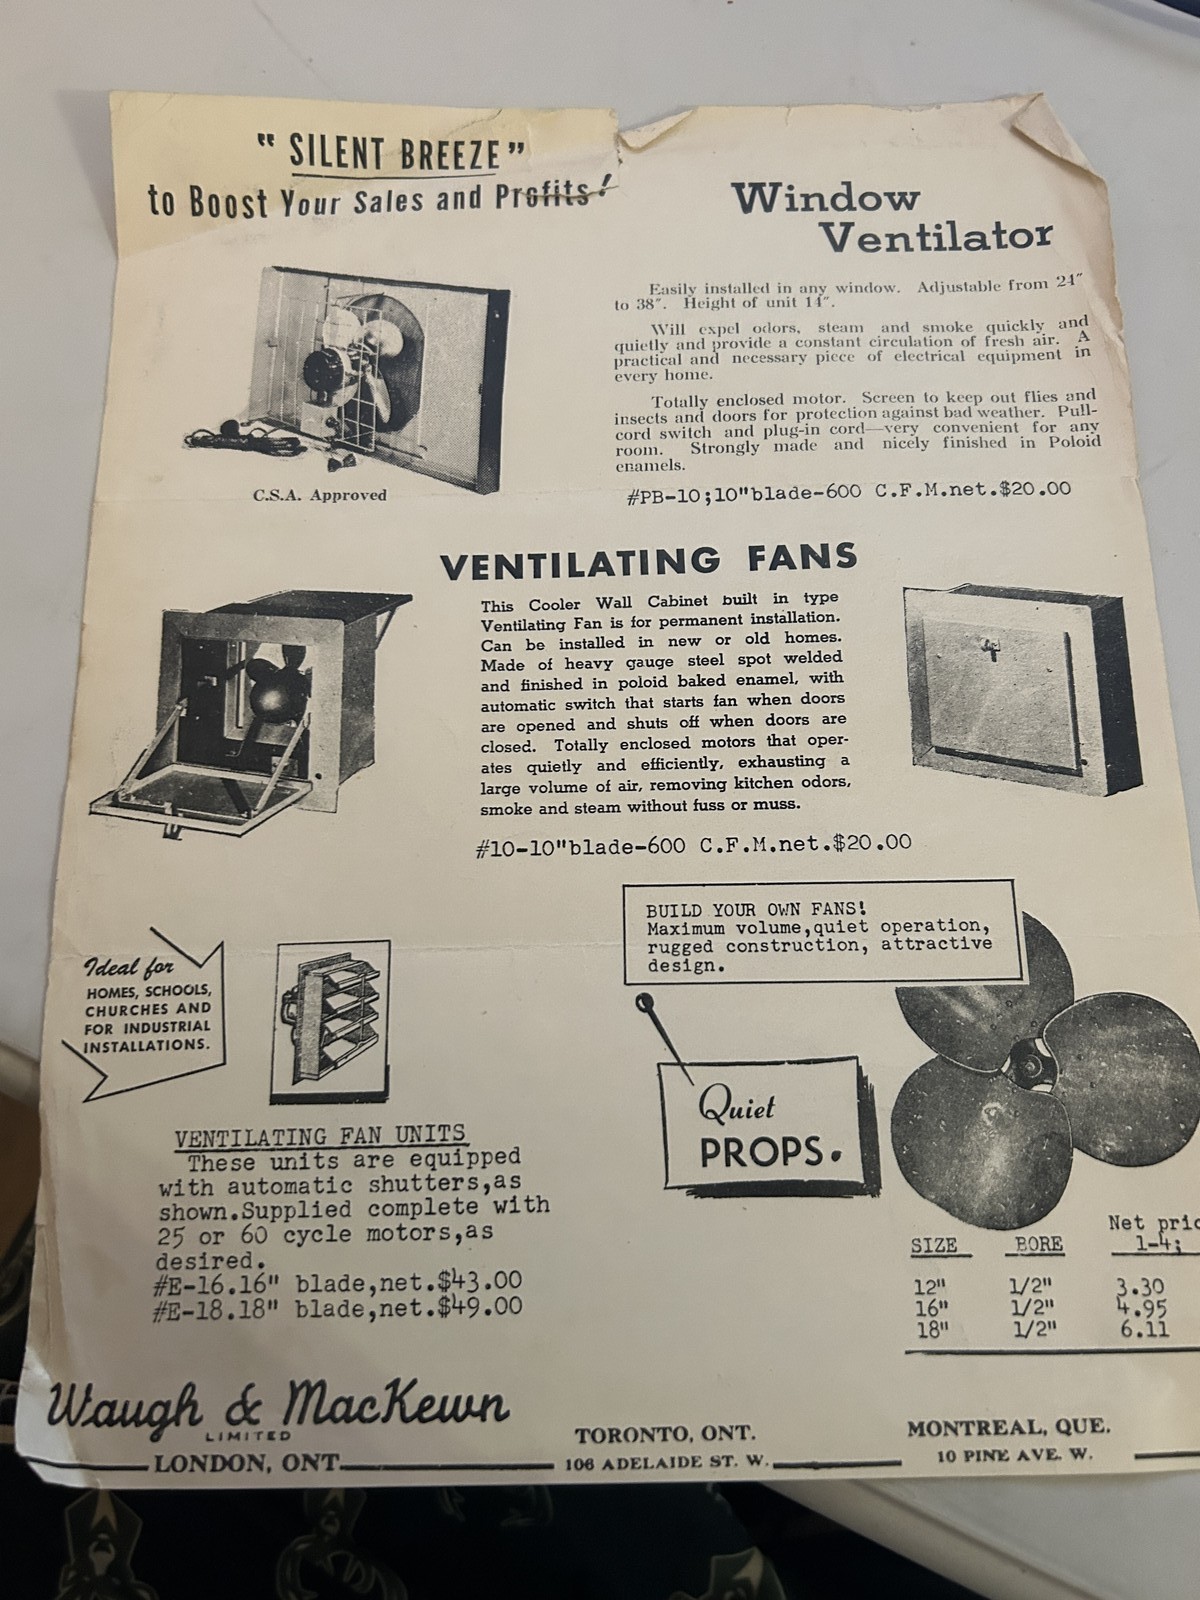 " SILENT BREEZE "
to Boost Your Sales and Profits!
Window
Ventilator
Easily installed in any window. Adjustable from 24"
to 38". Height of unit 14".
Will expel odors, steam and smoke quickly and
quietly and provide a constant circulation of fresh air. A
practical and necessary piece of electrical equipment in
every home.
Totally enclosed motor. Screen to keep out flies and
insects and doors for protection against bad weather. Pull-
cord switch and plug-in cord—very convenient for any
room. Strongly made and nicely finished in Poloid
enamels.
C.S.A. Approved
#PB-10;10"blade-600 C.F.M.net.$20.00
VENTILATING FANS
This Cooler Wall Cabinet built in type
Ventilating Fan is for permanent installation.
Can be installed in new or old homes.
Made of heavy gauge steel spot welded
and finished in poloid baked enamel, with
automatic switch that starts fan when doors
are opened and shuts off when doors are
closed. Totally enclosed motors that oper-
ates quietly and efficiently, exhausting a
large volume of air, removing kitchen odors,
smoke and steam without fuss or muss.
#10-10"blade-600 C.F.M.net.$20.00
Ideal for
HOMES, SCHOOLS,
CHURCHES AND
FOR INDUSTRIAL
INSTALLATIONS.
VENTILATING FAN UNITS
These units are equipped
with automatic shutters,as
shown.Supplied complete with
25 or 60 cycle motors,as
desired.
#E-16.16" blade,net.$43.00
#E-18.18" blade,net.$49.00
BUILD YOUR OWN FANS!
Maximum volume,quiet operation,
rugged construction, attractive
design.
Quiet
PROPS.
Net pric
SIZE BORE 1-4;
12" 1/2" 3.30
16" 1/2" 4.95
18" 1/2" 6.11
Waugh & MacKewn
LIMITED
LONDON, ONT.
TORONTO, ONT.
106 ADELAIDE ST. W.
MONTREAL, QUE.
10 PINE AVE. W.